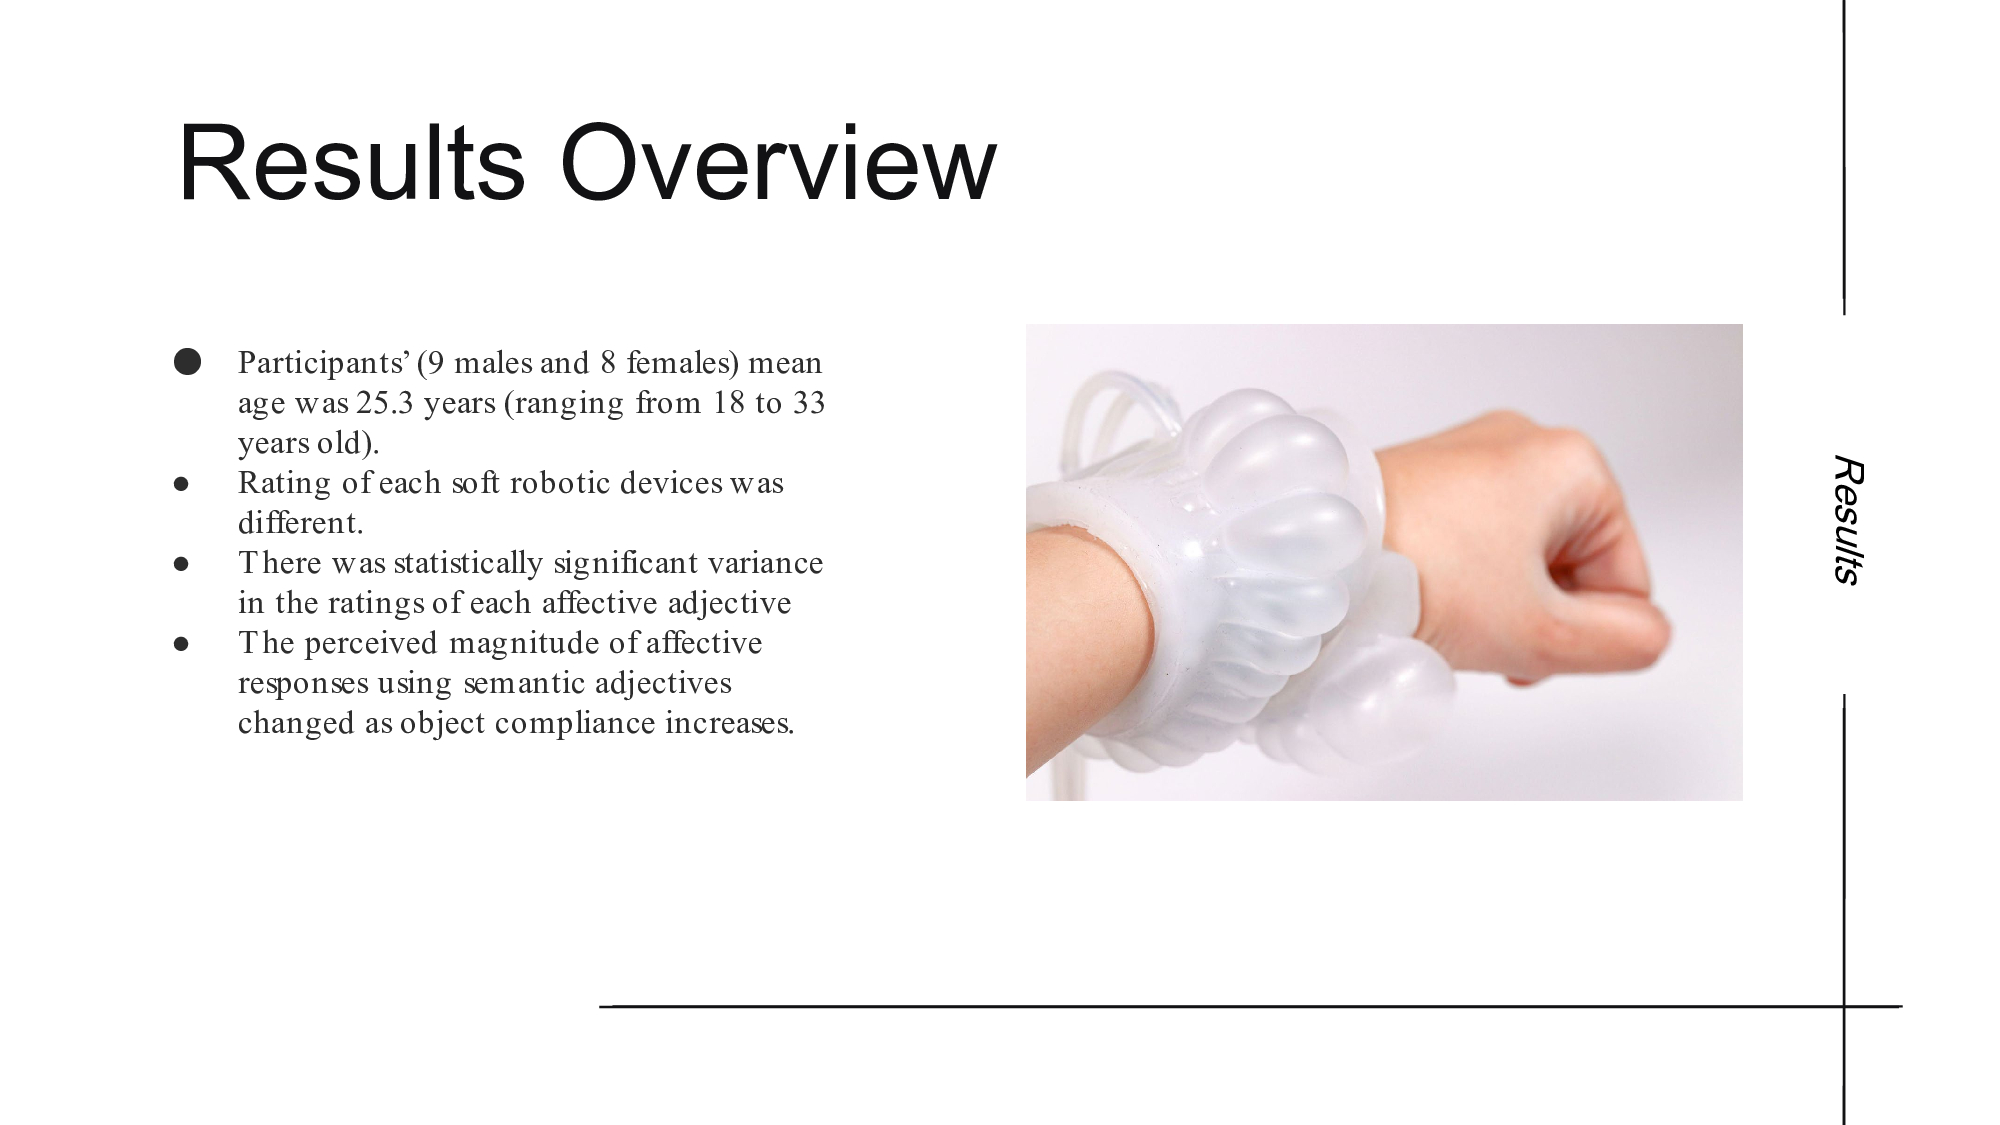 Results Overview
● Participants’ (9 males and 8 females) mean
age was 25.3 years (ranging from 18 to 33
years old).
● Rating of each soft robotic devices was
different.
● There was statistically significant variance
in the ratings of each affective adjective
● The perceived magnitude of affective
responses using semantic adjectives
changed as object compliance increases.
Results